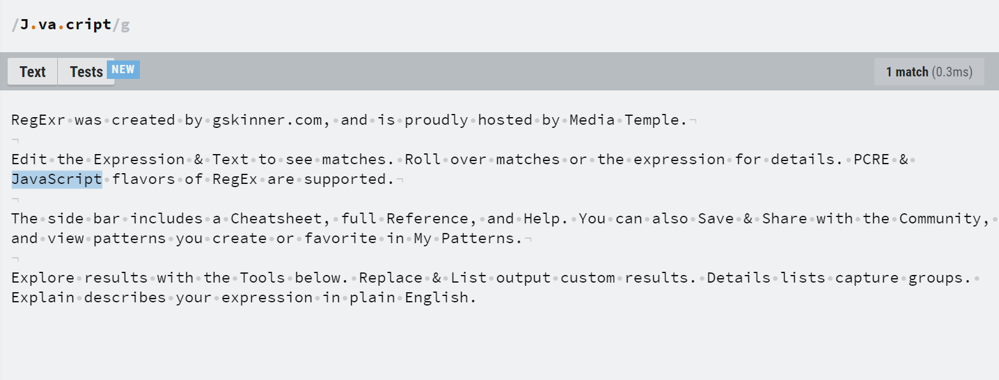 /J.va.cript/g
Text Tests NEW 1 match (0.3ms)
RegExr·was·created·by·gskinner.com,·and·is·proudly·hosted·by·Media·Temple.¬
¬
Edit·the·Expression·&·Text·to·see·matches.·Roll·over·matches·or·the·expression·for·details.·PCRE·&·
JavaScript·flavors·of·RegEx·are·supported.¬
¬
The·side·bar·includes·a·Cheatsheet,·full·Reference,·and·Help.·You·can·also·Save·&·Share·with·the·Community,·
and·view·patterns·you·create·or·favorite·in·My·Patterns.¬
¬
Explore·results·with·the·Tools·below.·Replace·&·List·output·custom·results.·Details·lists·capture·groups.·
Explain·describes·your·expression·in·plain·English.